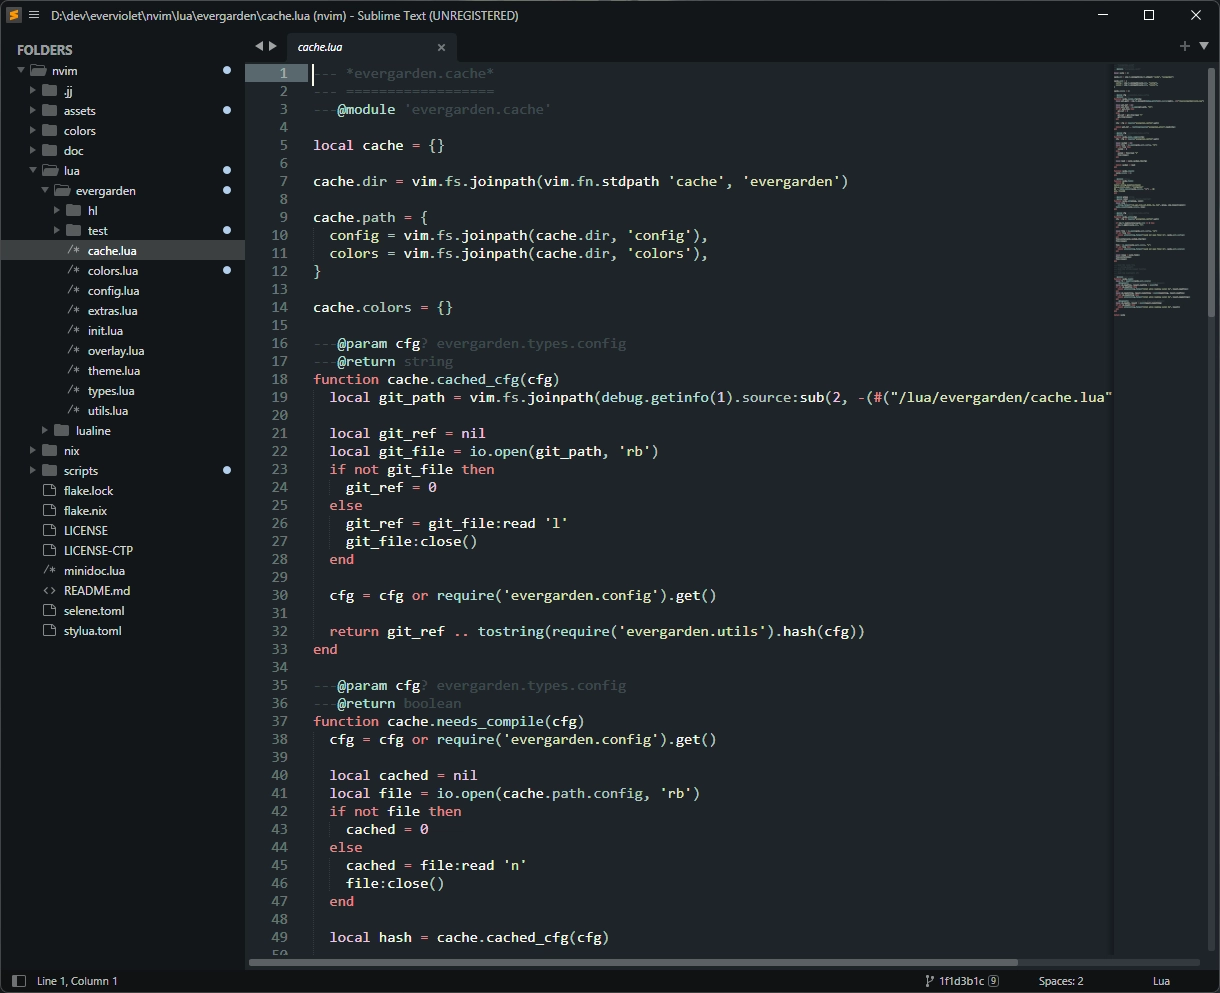 D:\dev\everviolet\nvim\lua\evergarden\cache.lua (nvim) - Sublime Text (UNREGISTERED)
FOLDERS
nvim
.jj
assets
colors
doc
lua
evergarden
hl
test
/* cache.lua
/* colors.lua
/* config.lua
/* extras.lua
/* init.lua
/* overlay.lua
/* theme.lua
/* types.lua
/* utils.lua
lualine
nix
scripts
flake.lock
flake.nix
LICENSE
LICENSE-CTP
/* minidoc.lua
<> README.md
selene.toml
stylua.toml
cache.lua
1 --- *evergarden.cache*
2 --- ==================
3 ---@module 'evergarden.cache'
4
5 local cache = {}
6
7 cache.dir = vim.fs.joinpath(vim.fn.stdpath 'cache', 'evergarden')
8
9 cache.path = {
10 config = vim.fs.joinpath(cache.dir, 'config'),
11 colors = vim.fs.joinpath(cache.dir, 'colors'),
12 }
13
14 cache.colors = {}
15
16 ---@param cfg? evergarden.types.config
17 ---@return string
18 function cache.cached_cfg(cfg)
19 local git_path = vim.fs.joinpath(debug.getinfo(1).source:sub(2, -(#("/lua/evergarden/cache.lua"
20
21 local git_ref = nil
22 local git_file = io.open(git_path, 'rb')
23 if not git_file then
24 git_ref = 0
25 else
26 git_ref = git_file:read 'l'
27 git_file:close()
28 end
29
30 cfg = cfg or require('evergarden.config').get()
31
32 return git_ref .. tostring(require('evergarden.utils').hash(cfg))
33 end
34
35 ---@param cfg? evergarden.types.config
36 ---@return boolean
37 function cache.needs_compile(cfg)
38 cfg = cfg or require('evergarden.config').get()
39
40 local cached = nil
41 local file = io.open(cache.path.config, 'rb')
42 if not file then
43 cached = 0
44 else
45 cached = file:read 'n'
46 file:close()
47 end
48
49 local hash = cache.cached_cfg(cfg)
50
Line 1, Column 1
1f1d3b1c 9
Spaces: 2
Lua